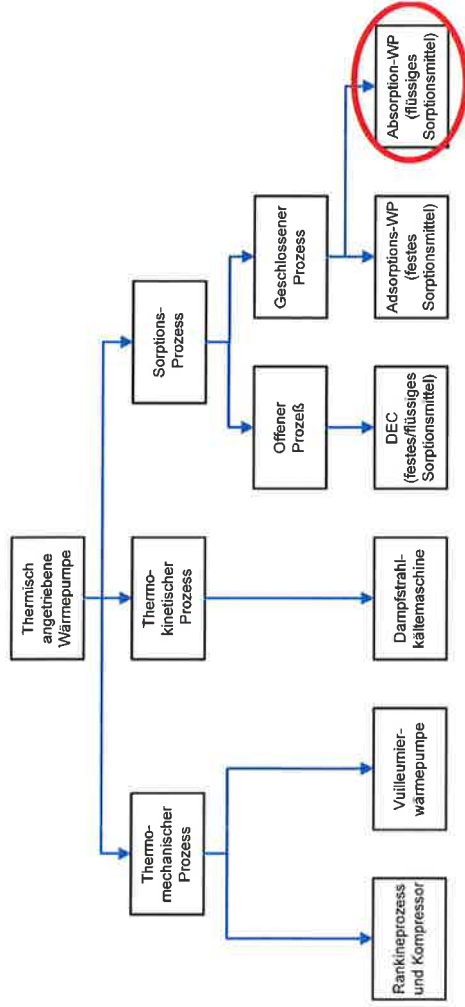 Thermisch
angetriebene
Wärmepumpe
Thermo-
mechanischer
Prozess
Thermo-
kinetischer
Prozess
Sorptions-
Prozess
Offener
Prozeß
Geschlossener
Prozess
Rankineprozess
und Kompressor
Vuilleumier-
wärmepumpe
Dampfstrahl-
kältemaschine
DEC
(festes/flüssiges
Sorptionsmittel)
Adsorptions-WP
(festes
Sorptionsmittel)
Absorption-WP
(flüssiges
Sorptionsmittel)